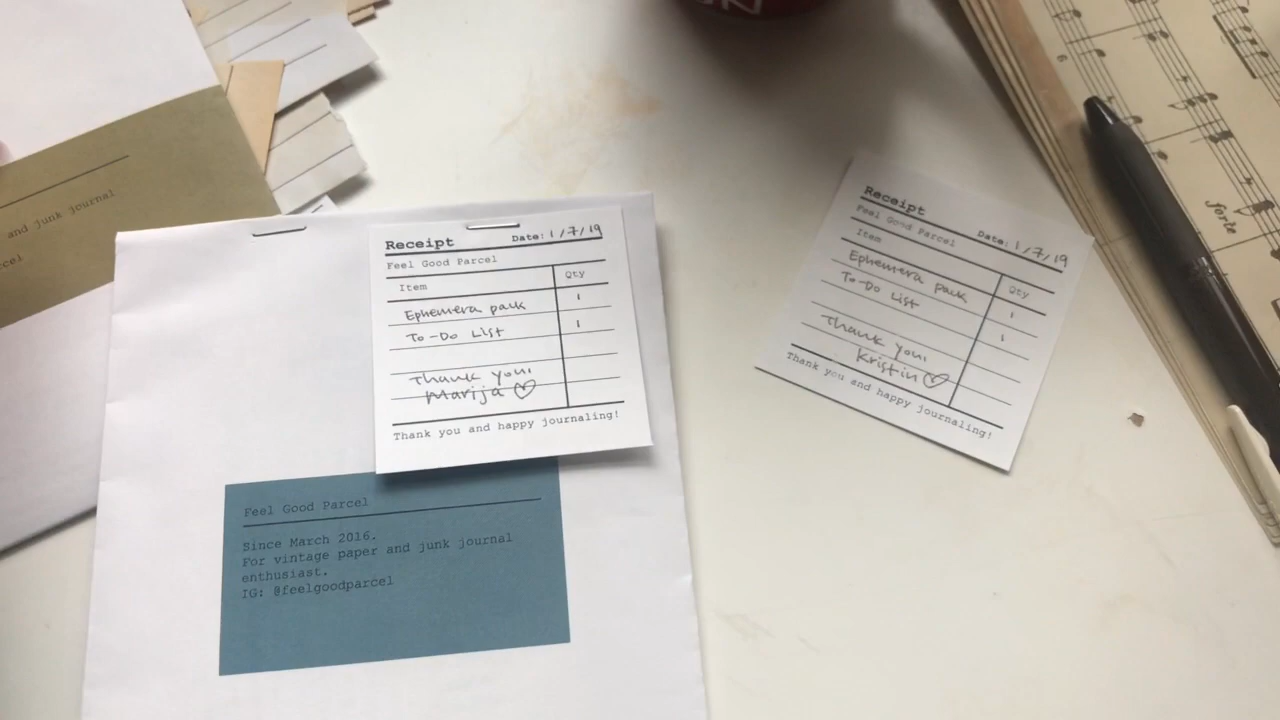 and junk journal
Receipt
Date: 1/7/19
Feel Good Parcel
Item
Qty
Ephemera pack
1
To-Do List
1
Thank you!
Marija ♡
Thank you and happy journaling!
Feel Good Parcel
Since March 2016.
For vintage paper and junk journal
enthusiast.
IG: @feelgoodparcel
Receipt
Date: 1/7/19
Feel Good Parcel
Item
Qty
Ephemera pack
1
To-Do List
1
Thank you!
Kristin ♡
Thank you and happy journaling!
forte